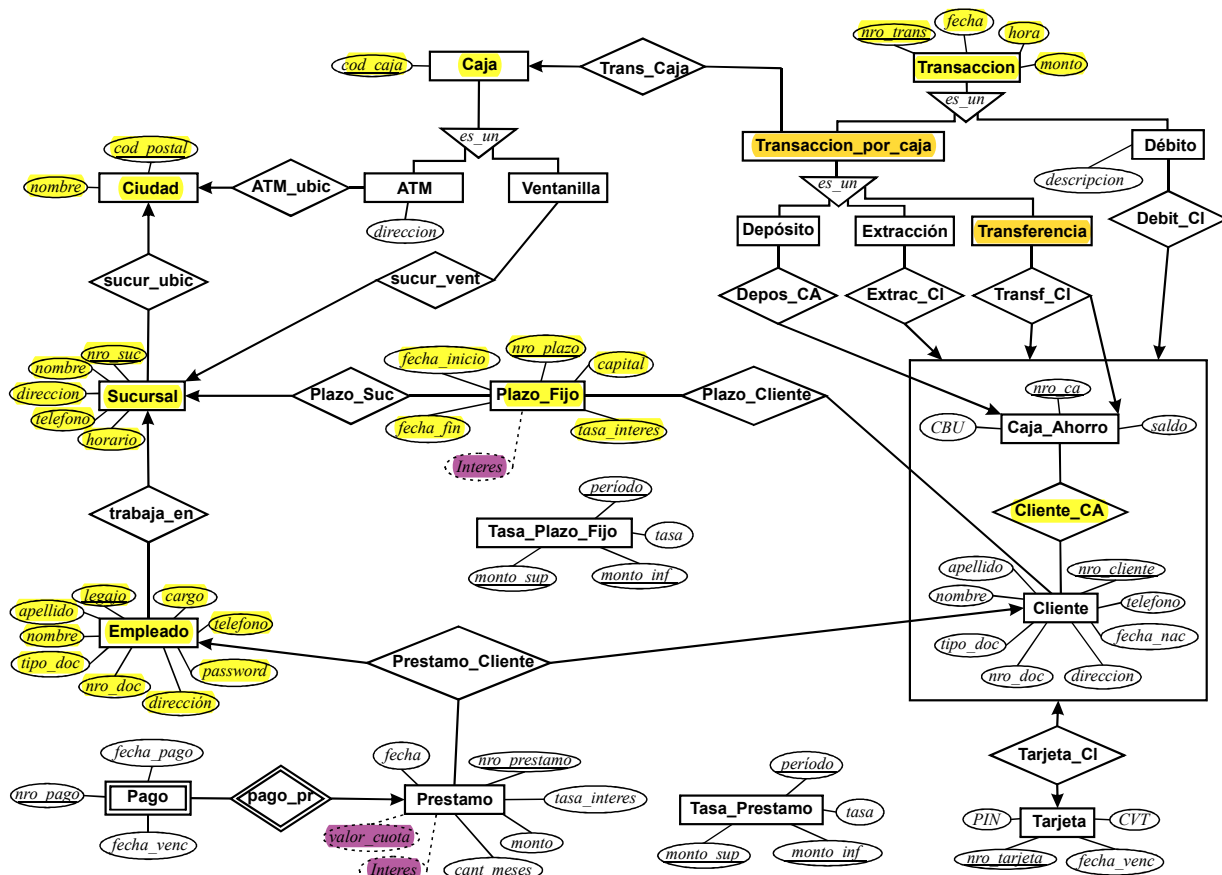 nro_trans
fecha
hora
monto
Transaccion
cod_caja
Caja
Trans_Caja
es_un
es_un
Transaccion_por_caja
Débito
descripcion
cod_postal
nombre
Ciudad
ATM_ubic
ATM
Ventanilla
direccion
es_un
Depósito
Extracción
Transferencia
Debit_Cl
sucur_ubic
sucur_vent
Depos_CA
Extrac_Cl
Transf_Cl
nro_suc
nombre
direccion
Sucursal
telefono
horario
Plazo_Suc
fecha_inicio
nro_plazo
capital
Plazo_Fijo
fecha_fin
tasa_interes
Interes
Plazo_Cliente
nro_ca
CBU
Caja_Ahorro
saldo
período
Tasa_Plazo_Fijo
tasa
monto_sup
monto_inf
trabaja_en
Cliente_CA
legajo
cargo
apellido
telefono
nombre
Empleado
tipo_doc
password
nro_doc
dirección
Prestamo_Cliente
apellido
nro_cliente
nombre
Cliente
telefono
tipo_doc
fecha_nac
nro_doc
direccion
fecha_pago
nro_pago
Pago
fecha_venc
pago_pr
fecha
nro_prestamo
Prestamo
tasa_interes
valor_cuota
monto
Interes
cant_meses
período
Tasa_Prestamo
tasa
monto_sup
monto_inf
Tarjeta_Cl
PIN
Tarjeta
CVT
nro_tarjeta
fecha_venc